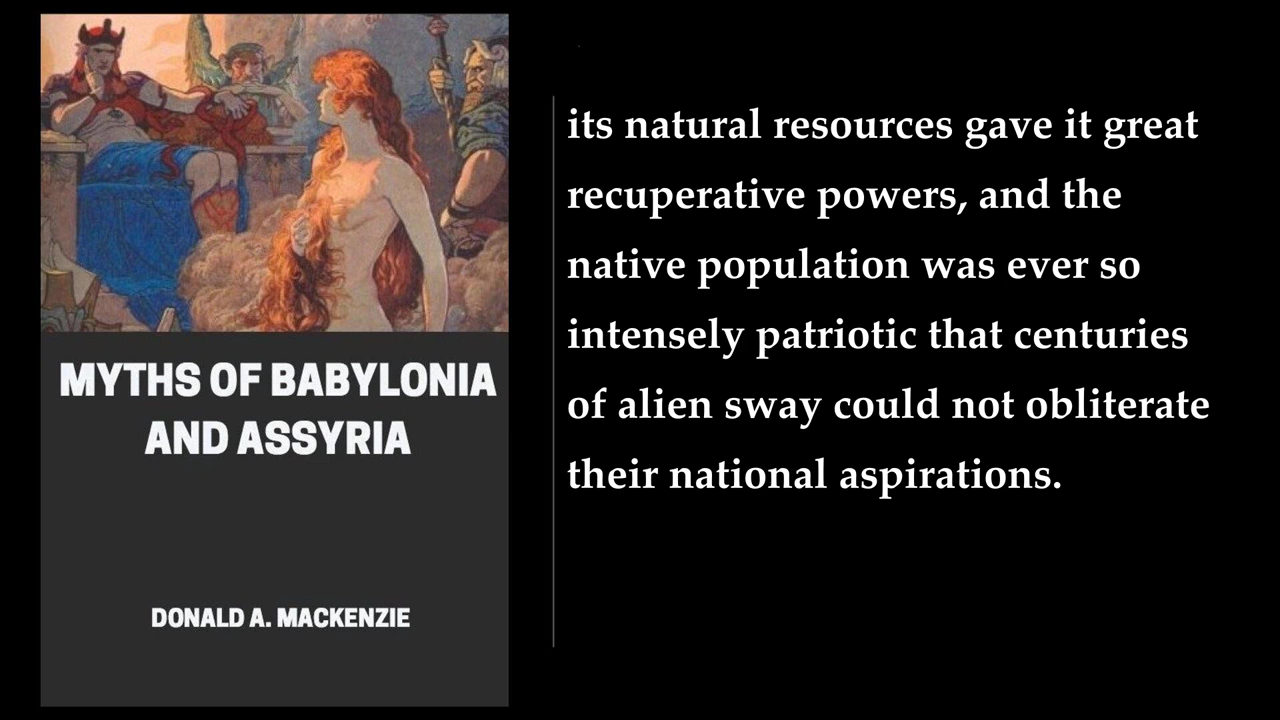 MYTHS OF BABYLONIA
AND ASSYRIA
DONALD A. MACKENZIE
its natural resources gave it great
recuperative powers, and the
native population was ever so
intensely patriotic that centuries
of alien sway could not obliterate
their national aspirations.